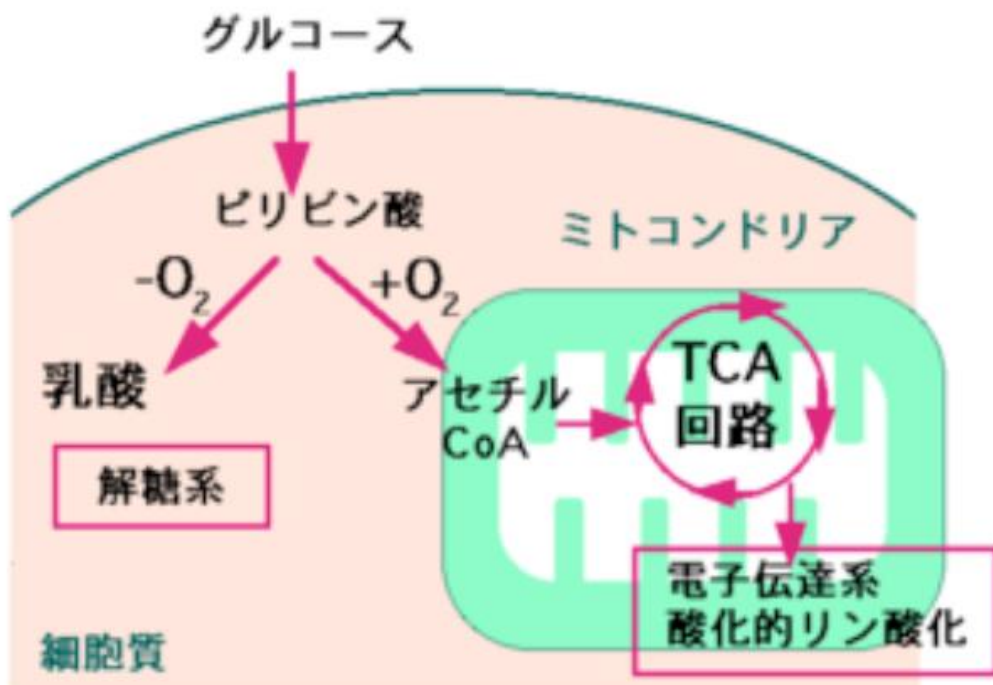 グルコース
ピリビン酸
ミトコンドリア
-O2
+O2
乳酸
アセチル
CoA
TCA
回路
解糖系
電子伝達系
酸化的リン酸化
細胞質